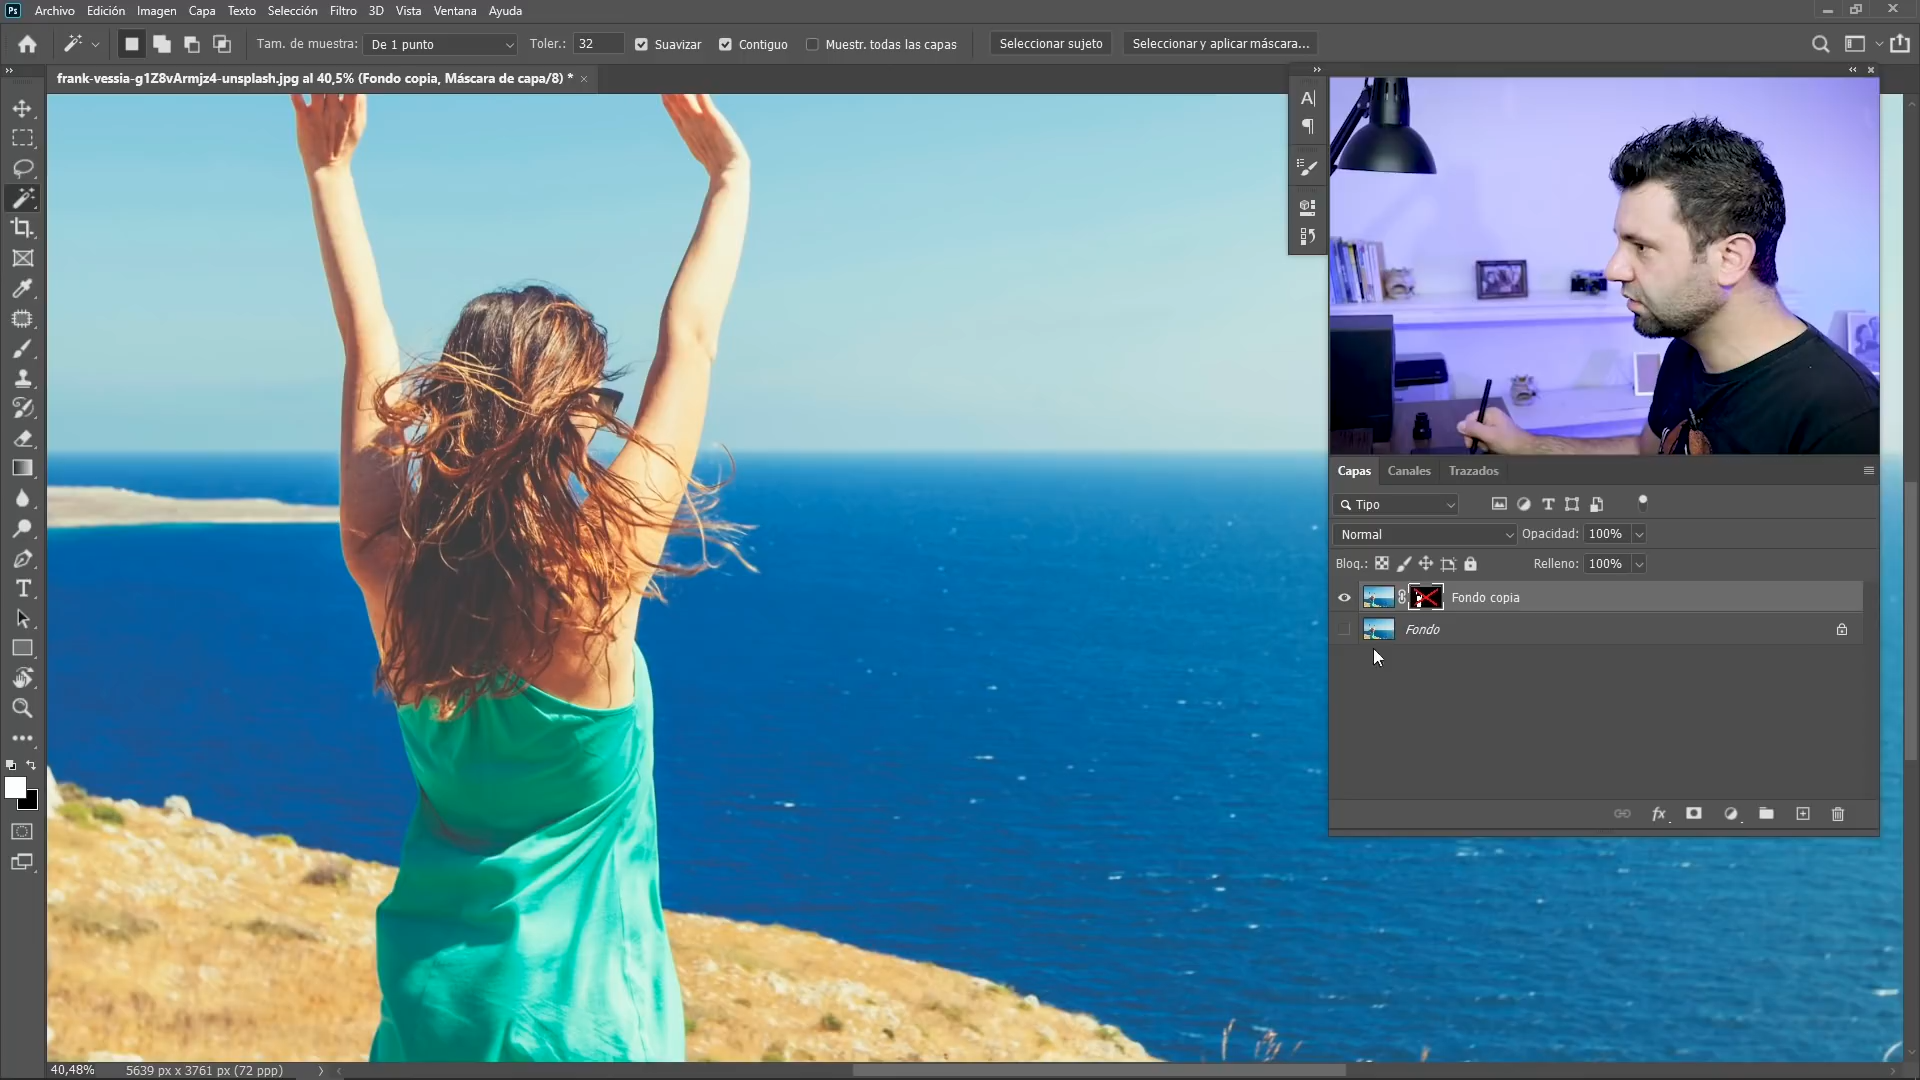 Ps Archivo Edición Imagen Capa Texto Selección Filtro 3D Vista Ventana Ayuda
Tam. de muestra: De 1 punto Toler.: 32 Suavizar Contiguo Muestr. todas las capas Seleccionar sujeto Seleccionar y aplicar máscara...
frank-vessia-g1Z8vArmjz4-unsplash.jpg al 40,5% (Fondo copia, Máscara de capa/8) *
Capas Canales Trazados
Tipo
Normal Opacidad: 100%
Bloq.: Relleno: 100%
Fondo copia
Fondo
fx
40,48% 5639 px x 3761 px (72 ppp)